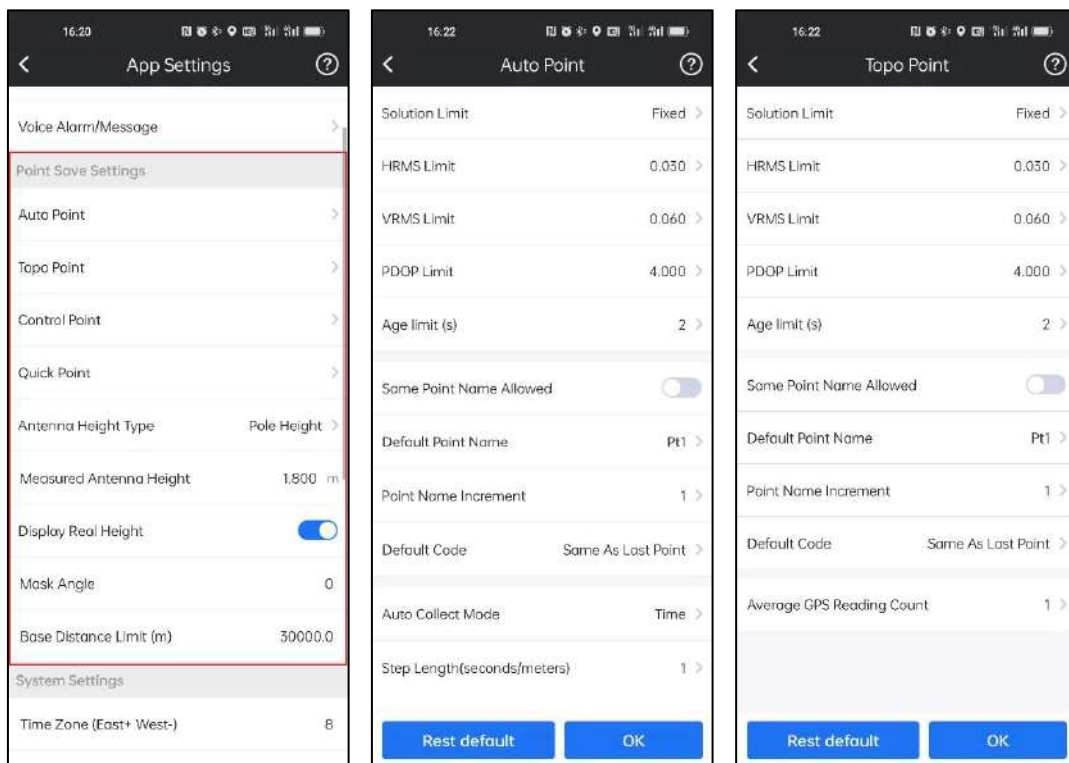 16:20
App Settings
Voice Alarm/Message
Point Save Settings
Auto Point
Topo Point
Control Point
Quick Point
Antenna Height Type Pole Height
Measured Antenna Height 1.800 m
Display Real Height
Mask Angle 0
Base Distance Limit (m) 30000.0
System Settings
Time Zone (East+ West-) 8
16:22
Auto Point
Solution Limit Fixed
HRMS Limit 0.030
VRMS Limit 0.060
PDOP Limit 4.000
Age limit (s) 2
Same Point Name Allowed
Default Point Name Pt1
Point Name Increment 1
Default Code Same As Last Point
Auto Collect Mode Time
Step Length(seconds/meters) 1
Rest default OK
16:22
Topo Point
Solution Limit Fixed
HRMS Limit 0.030
VRMS Limit 0.060
PDOP Limit 4.000
Age limit (s) 2
Same Point Name Allowed
Default Point Name Pt1
Point Name Increment 1
Default Code Same As Last Point
Average GPS Reading Count 1
Rest default OK